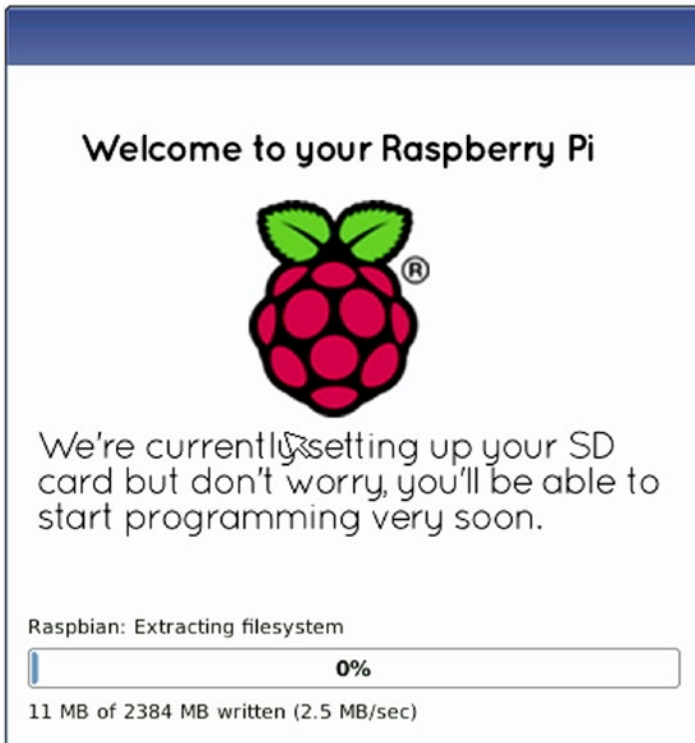 Welcome to your Raspberry Pi
®
We're currently setting up your SD
card but don't worry, you'll be able to
start programming very soon.
Raspbian: Extracting filesystem
0%
11 MB of 2384 MB written (2.5 MB/sec)